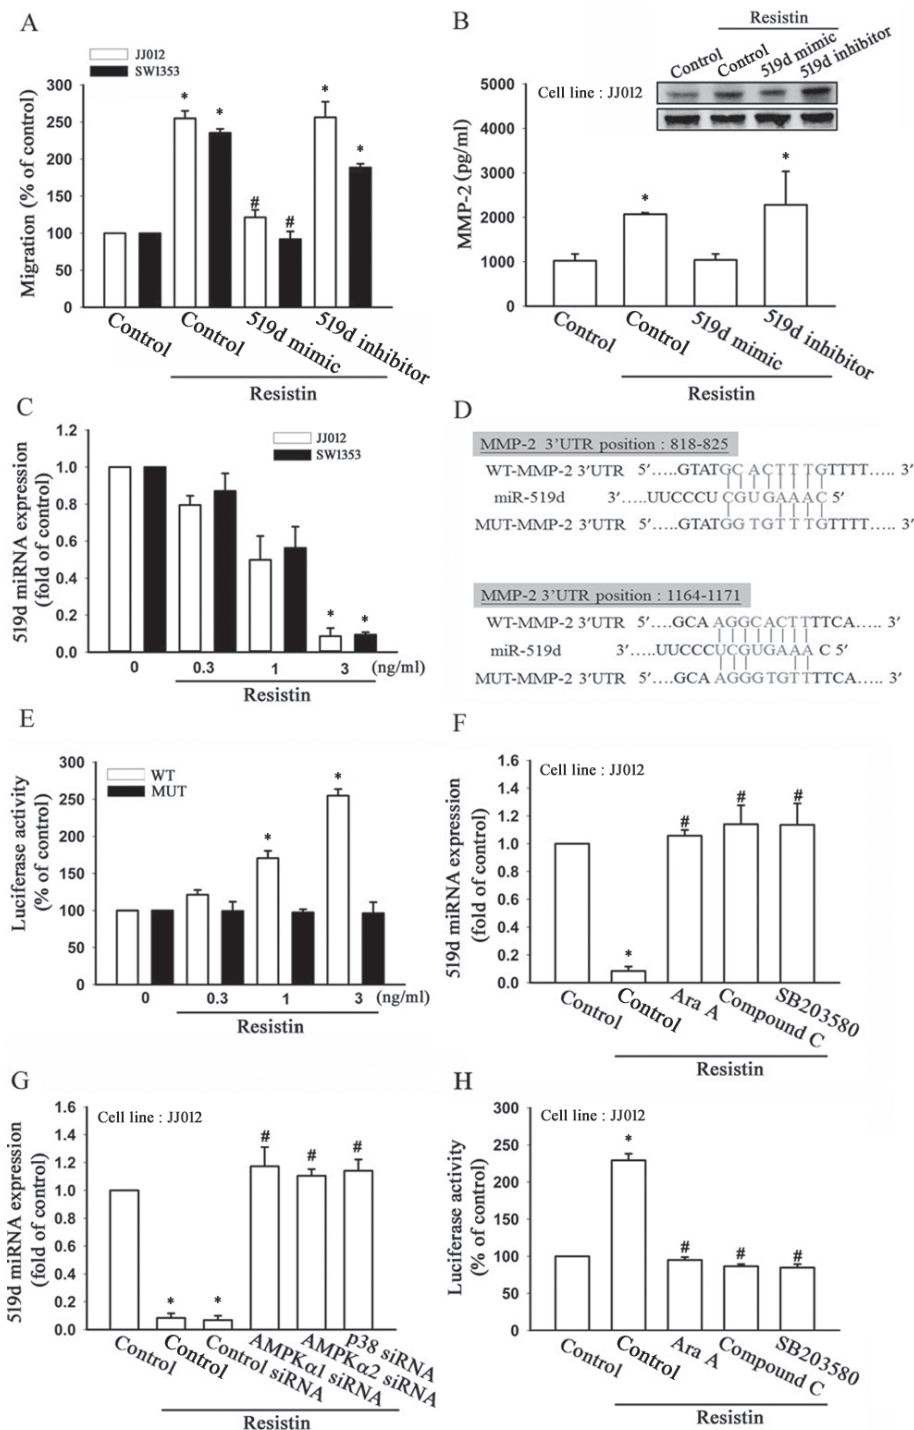 A
JJ012
SW1353
Migration (% of control)
300
250
200
150
100
50
0
*
*
#
#
*
*
Control
Control
519d mimic
519d inhibitor
Resistin
B
Resistin
Control
Control
519d mimic
519d inhibitor
Cell line : JJ012
MMP-2 (pg/ml)
5000
4000
3000
2000
1000
0
*
*
Control
Control
519d mimic
519d inhibitor
Resistin
C
JJ012
SW1353
519d miRNA expression
(fold of control)
1.2
1.0
0.8
0.6
0.4
0.2
0.0
*
*
0 0.3 1 3 (ng/ml)
Resistin
D
MMP-2 3'UTR position : 818-825
WT-MMP-2 3'UTR 5'.....GTATGCACTTTGTTTT..... 3'
miR-519d 3'.....UUCCCU CGUGAAAC 5'
MUT-MMP-2 3'UTR 5'.....GTATGGTGTTTGTTTT..... 3'
MMP-2 3'UTR position : 1164-1171
WT-MMP-2 3'UTR 5'....GCA AGGCACTTTTCA..... 3'
miR-519d 3'.....UUCCCUCGUGAAA C 5'
MUT-MMP-2 3'UTR 5'....GCA AGGGTGTTTTCA..... 3'
E
WT
MUT
Luciferase activity
(% of control)
300
250
200
150
100
50
0
*
*
0 0.3 1 3 (ng/ml)
Resistin
F
Cell line : JJ012
519d miRNA expression
(fold of control)
1.6
1.4
1.2
1.0
0.8
0.6
0.4
0.2
0.0
*
#
#
#
Control
Control
Ara A
Compound C
SB203580
Resistin
G
Cell line : JJ012
519d miRNA expression
(fold of control)
1.6
1.4
1.2
1.0
0.8
0.6
0.4
0.2
0.0
*
*
#
#
#
Control
Control
Control siRNA
AMPKα1 siRNA
AMPKα2 siRNA
p38 siRNA
Resistin
H
Cell line : JJ012
Luciferase activity
(% of control)
300
250
200
150
100
50
0
*
#
#
#
Control
Control
Ara A
Compound C
SB203580
Resistin